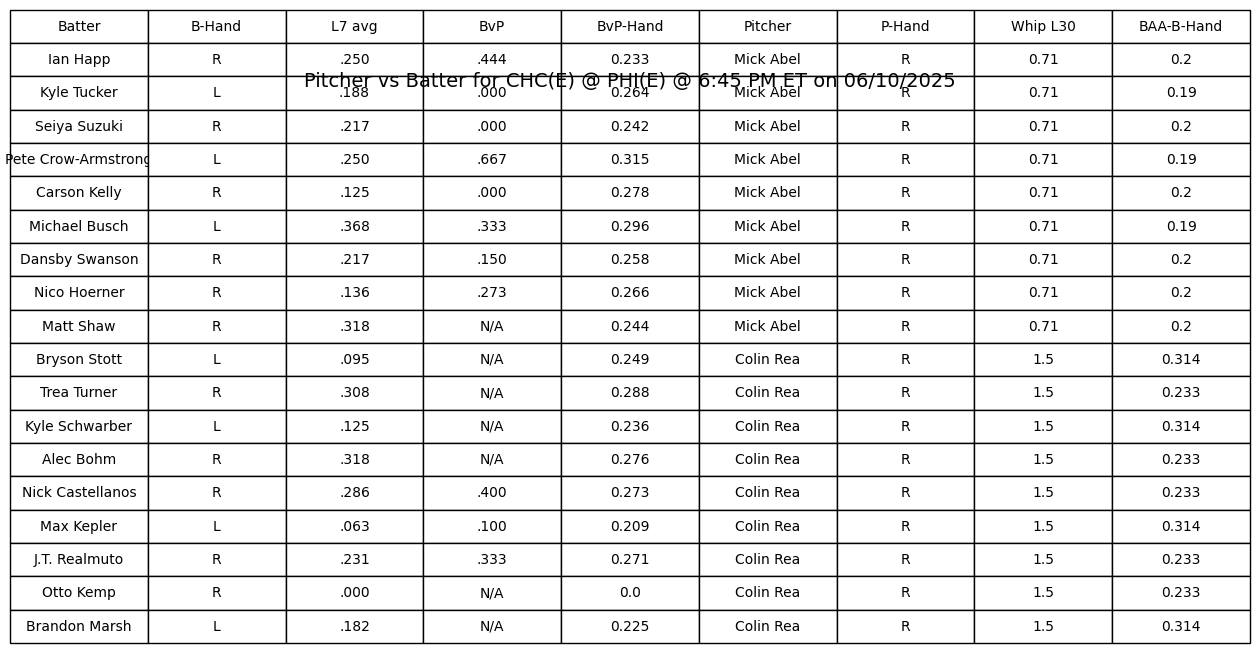 Batter B-Hand L7 avg BvP BvP-Hand Pitcher P-Hand Whip L30 BAA-B-Hand
Ian Happ R .250 .444 0.233 Mick Abel R 0.71 0.2
Pitcher vs Batter for CHC(E) @ PHI(E) @ 6:45 PM ET on 06/10/2025
Kyle Tucker L .188 .000 0.264 Mick Abel R 0.71 0.19
Seiya Suzuki R .217 .000 0.242 Mick Abel R 0.71 0.2
Pete Crow-Armstrong L .250 .667 0.315 Mick Abel R 0.71 0.19
Carson Kelly R .125 .000 0.278 Mick Abel R 0.71 0.2
Michael Busch L .368 .333 0.296 Mick Abel R 0.71 0.19
Dansby Swanson R .217 .150 0.258 Mick Abel R 0.71 0.2
Nico Hoerner R .136 .273 0.266 Mick Abel R 0.71 0.2
Matt Shaw R .318 N/A 0.244 Mick Abel R 0.71 0.2
Bryson Stott L .095 N/A 0.249 Colin Rea R 1.5 0.314
Trea Turner R .308 N/A 0.288 Colin Rea R 1.5 0.233
Kyle Schwarber L .125 N/A 0.236 Colin Rea R 1.5 0.314
Alec Bohm R .318 N/A 0.276 Colin Rea R 1.5 0.233
Nick Castellanos R .286 .400 0.273 Colin Rea R 1.5 0.233
Max Kepler L .063 .100 0.209 Colin Rea R 1.5 0.314
J.T. Realmuto R .231 .333 0.271 Colin Rea R 1.5 0.233
Otto Kemp R .000 N/A 0.0 Colin Rea R 1.5 0.233
Brandon Marsh L .182 N/A 0.225 Colin Rea R 1.5 0.314